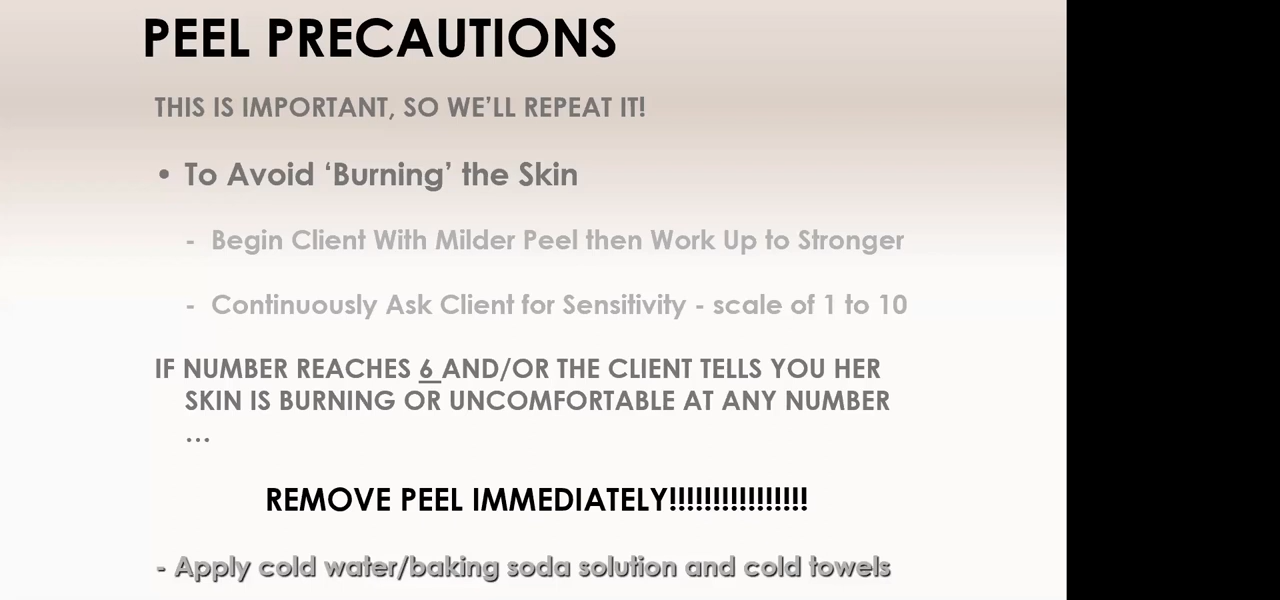 PEEL PRECAUTIONS
THIS IS IMPORTANT, SO WE’LL REPEAT IT!
• To Avoid ‘Burning’ the Skin
- Begin Client With Milder Peel then Work Up to Stronger
- Continuously Ask Client for Sensitivity - scale of 1 to 10
IF NUMBER REACHES 6 AND/OR THE CLIENT TELLS YOU HER
SKIN IS BURNING OR UNCOMFORTABLE AT ANY NUMBER
…
REMOVE PEEL IMMEDIATELY!!!!!!!!!!!!!!!!
- Apply cold water/baking soda solution and cold towels